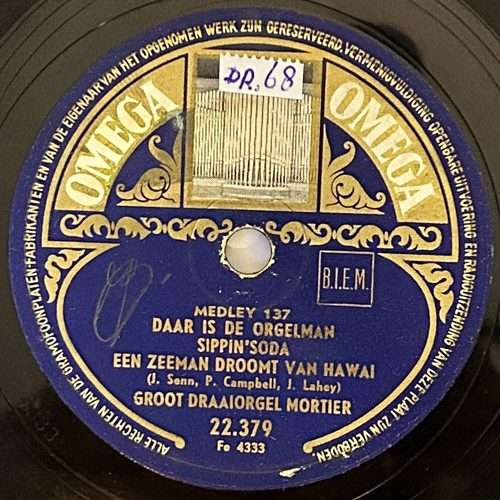 ALLE RECHTEN VAN DE GRAMOFOONPLATEN-FABRIKANTEN EN VAN DE EIGENAAR VAN HET OPGENOMEN WERK ZIJN GERESERVEERD. VERMENIGVULDIGING OPENBARE UITVOERING EN RADIOUITZENDING VAN DEZE PLAAT ZIJN VERBODEN.
DR. 68
OMEGA OMEGA
B.I.E.M.
MEDLEY 137
DAAR IS DE ORGELMAN
SIPPIN'SODA
EEN ZEEMAN DROOMT VAN HAWAI
(J. Senn, P. Campbell, J. Lahey)
GROOT DRAAIORGEL MORTIER
22.379
Fe 4333